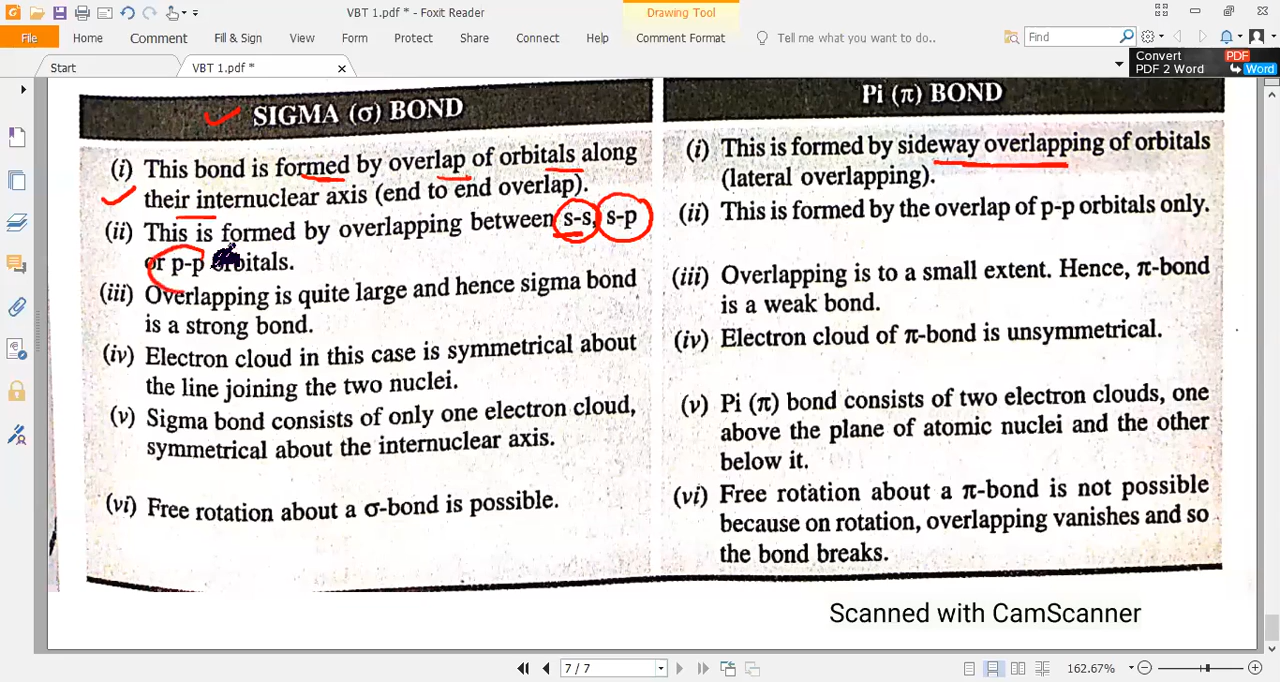 VBT 1.pdf * - Foxit Reader
Drawing Tool
File Home Comment Fill & Sign View Form Protect Share Connect Help Comment Format Tell me what you want to do.. Find
Convert PDF
PDF 2 Word Word
Start VBT 1.pdf *
SIGMA (σ) BOND
(i) This bond is formed by overlap of orbitals along
their internuclear axis (end to end overlap).
(ii) This is formed by overlapping between s-s, s-p
or p-p orbitals.
(iii) Overlapping is quite large and hence sigma bond
is a strong bond.
(iv) Electron cloud in this case is symmetrical about
the line joining the two nuclei.
(v) Sigma bond consists of only one electron cloud,
symmetrical about the internuclear axis.
(vi) Free rotation about a σ-bond is possible.
Pi (π) BOND
(i) This is formed by sideway overlapping of orbitals
(lateral overlapping).
(ii) This is formed by the overlap of p-p orbitals only.
(iii) Overlapping is to a small extent. Hence, π-bond
is a weak bond.
(iv) Electron cloud of π-bond is unsymmetrical.
(v) Pi (π) bond consists of two electron clouds, one
above the plane of atomic nuclei and the other
below it.
(vi) Free rotation about a π-bond is not possible
because on rotation, overlapping vanishes and so
the bond breaks.
Scanned with CamScanner
7 / 7 162.67%